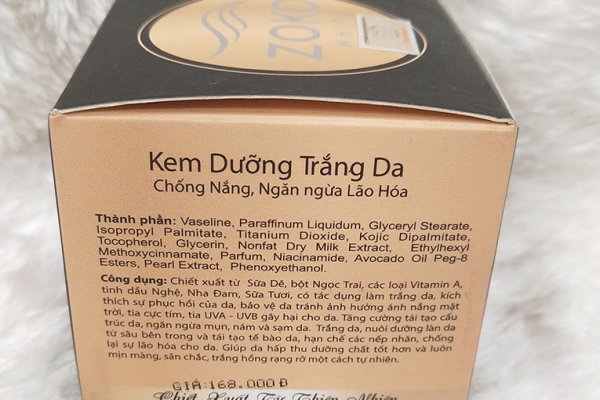 ZOKO
Kem Dưỡng Trắng Da
Chống Nắng, Ngăn ngừa Lão Hóa
Thành phần: Vaseline, Paraffinum Liquidum, Glyceryl Stearate,
Isopropyl Palmitate, Titanium Dioxide, Kojic Dipalmitate,
Tocopherol, Glycerin, Nonfat Dry Milk Extract, Ethylhexyl
Methoxycinnamate, Parfum, Niacinamide, Avocado Oil Peg-8
Esters, Pearl Extract, Phenoxyethanol.
Công dụng: Chiết xuất từ Sữa Dê, bột Ngọc Trai, các loại Vitamin A,
tinh dầu Nghệ, Nha Đam, Sữa Tươi, có tác dụng làm trắng da, kích
thích sự phục hồi của da, bảo vệ da tránh ảnh hưởng ánh nắng mặt
trời, tia cực tím, tia UVA - UVB gây hại cho da. Tăng cường tái tạo cấu
trúc da, ngăn ngừa mụn, nám và sạm da. Trắng da, nuôi dưỡng làn da
từ sâu bên trong và tái tạo tế bào da, hạn chế các nếp nhăn, chống
lại sự lão hóa cho da. Giúp da hấp thu dưỡng chất tốt hơn và luôn
mịn màng, săn chắc, trắng hồng rạng rỡ một cách tự nhiên.
GIÁ:168.000Đ
Chiết Xuất Từ Thiên Nhiên